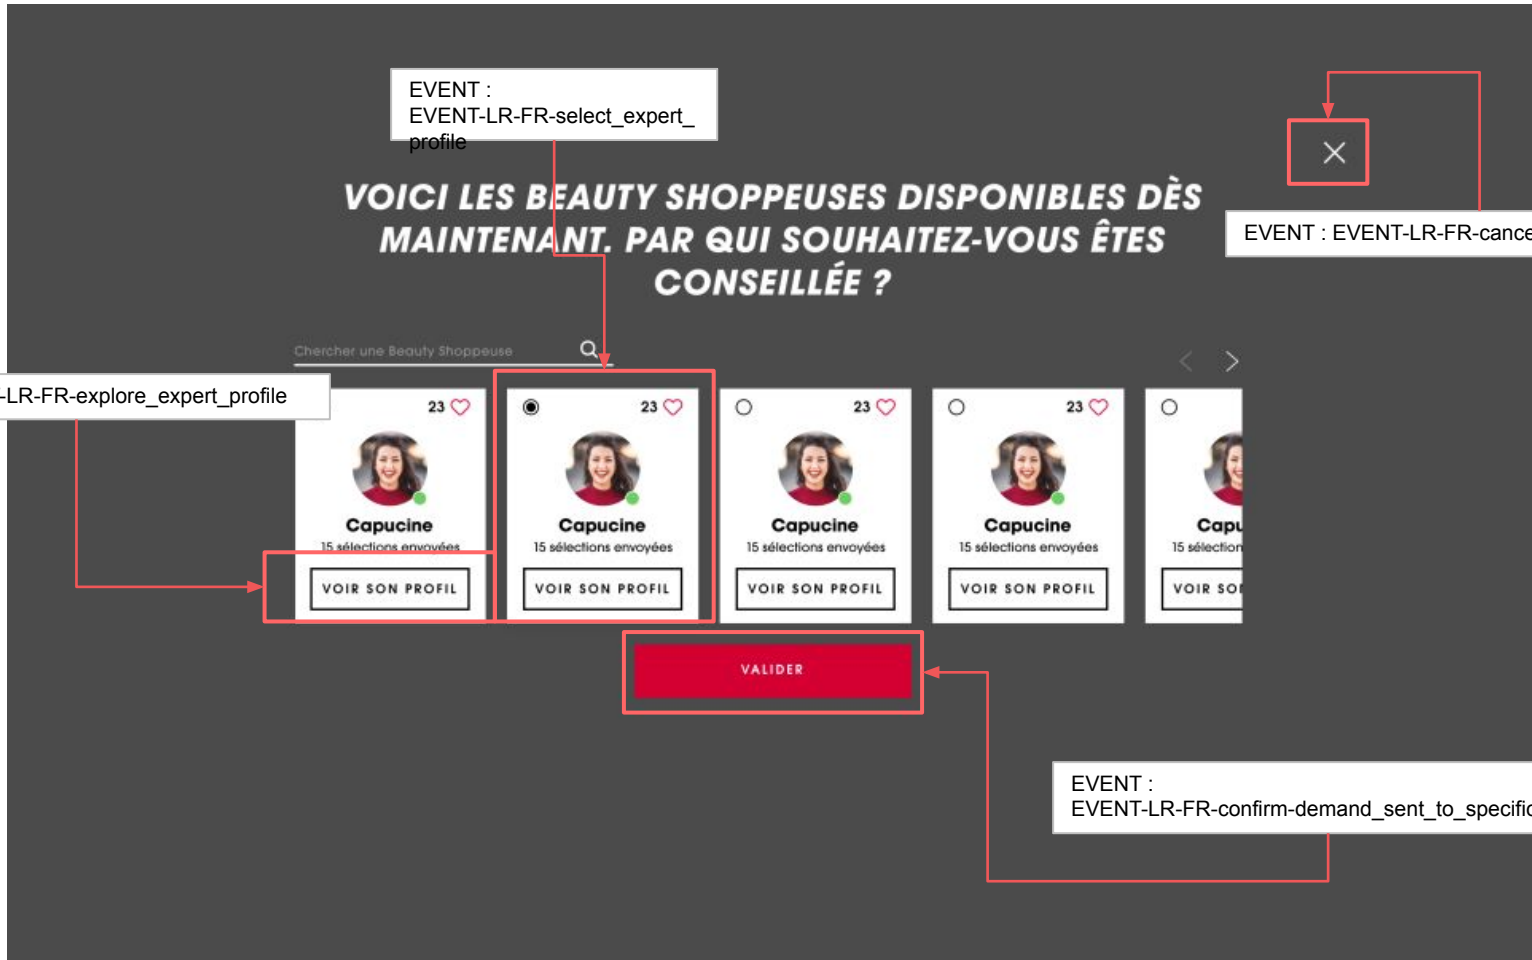 EVENT :
EVENT-LR-FR-select_expert_
profile
VOICI LES BEAUTY SHOPPEUSES DISPONIBLES DÈS
MAINTENANT. PAR QUI SOUHAITEZ-VOUS ÊTES
CONSEILLÉE ?
EVENT : EVENT-LR-FR-cance
Chercher une Beauty Shoppeuse
-LR-FR-explore_expert_profile
23
23
23
23
Capucine
Capucine
Capucine
Capucine
Capu
15 sélections envoyées
15 sélections envoyées
15 sélections envoyées
15 sélections envoyées
15 sélection
VOIR SON PROFIL
VOIR SON PROFIL
VOIR SON PROFIL
VOIR SON PROFIL
VOIR SO
VALIDER
EVENT :
EVENT-LR-FR-confirm-demand_sent_to_specific